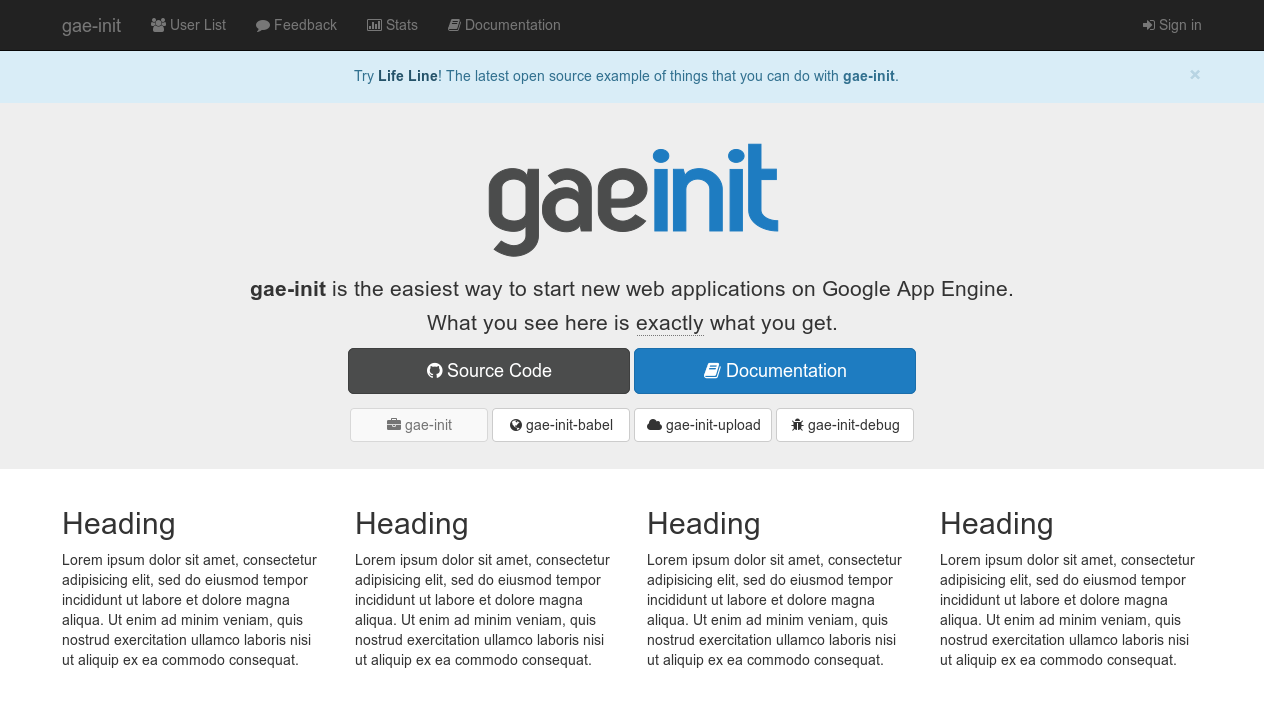 gae-init User List Feedback Stats Documentation Sign in
Try Life Line! The latest open source example of things that you can do with gae-init. ×
gaeinit
gae-init is the easiest way to start new web applications on Google App Engine.
What you see here is exactly what you get.
Source Code Documentation
gae-init gae-init-babel gae-init-upload gae-init-debug
Heading
Lorem ipsum dolor sit amet, consectetur
adipisicing elit, sed do eiusmod tempor
incididunt ut labore et dolore magna
aliqua. Ut enim ad minim veniam, quis
nostrud exercitation ullamco laboris nisi
ut aliquip ex ea commodo consequat.
Heading
Lorem ipsum dolor sit amet, consectetur
adipisicing elit, sed do eiusmod tempor
incididunt ut labore et dolore magna
aliqua. Ut enim ad minim veniam, quis
nostrud exercitation ullamco laboris nisi
ut aliquip ex ea commodo consequat.
Heading
Lorem ipsum dolor sit amet, consectetur
adipisicing elit, sed do eiusmod tempor
incididunt ut labore et dolore magna
aliqua. Ut enim ad minim veniam, quis
nostrud exercitation ullamco laboris nisi
ut aliquip ex ea commodo consequat.
Heading
Lorem ipsum dolor sit amet, consectetur
adipisicing elit, sed do eiusmod tempor
incididunt ut labore et dolore magna
aliqua. Ut enim ad minim veniam, quis
nostrud exercitation ullamco laboris nisi
ut aliquip ex ea commodo consequat.